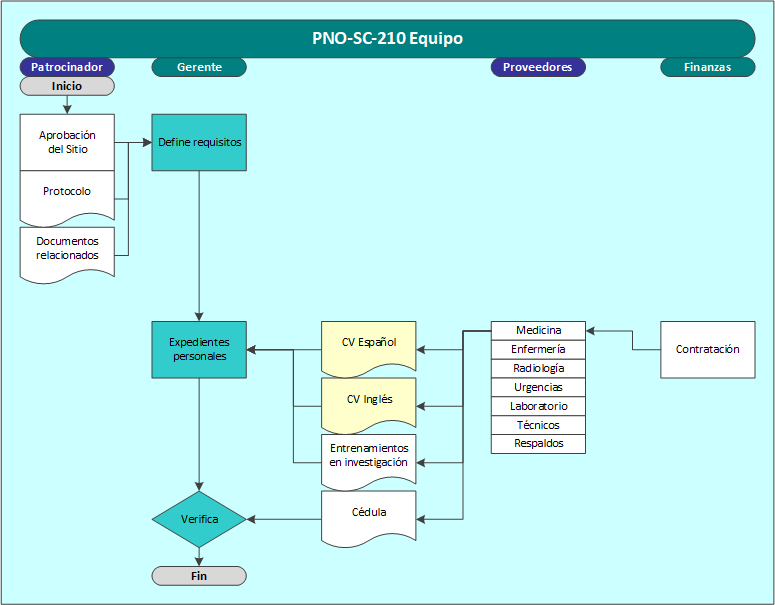 PNO-SC-210 Equipo
Patrocinador
Gerente
Proveedores
Finanzas
Inicio
Aprobación
del Sitio
Define requisitos
Protocolo
Documentos
relacionados
Expedientes
personales
CV Español
Medicina
Enfermería
Radiología
Urgencias
Laboratorio
Técnicos
Respaldos
Contratación
CV Inglés
Entrenamientos
en investigación
Verifica
Cédula
Fin